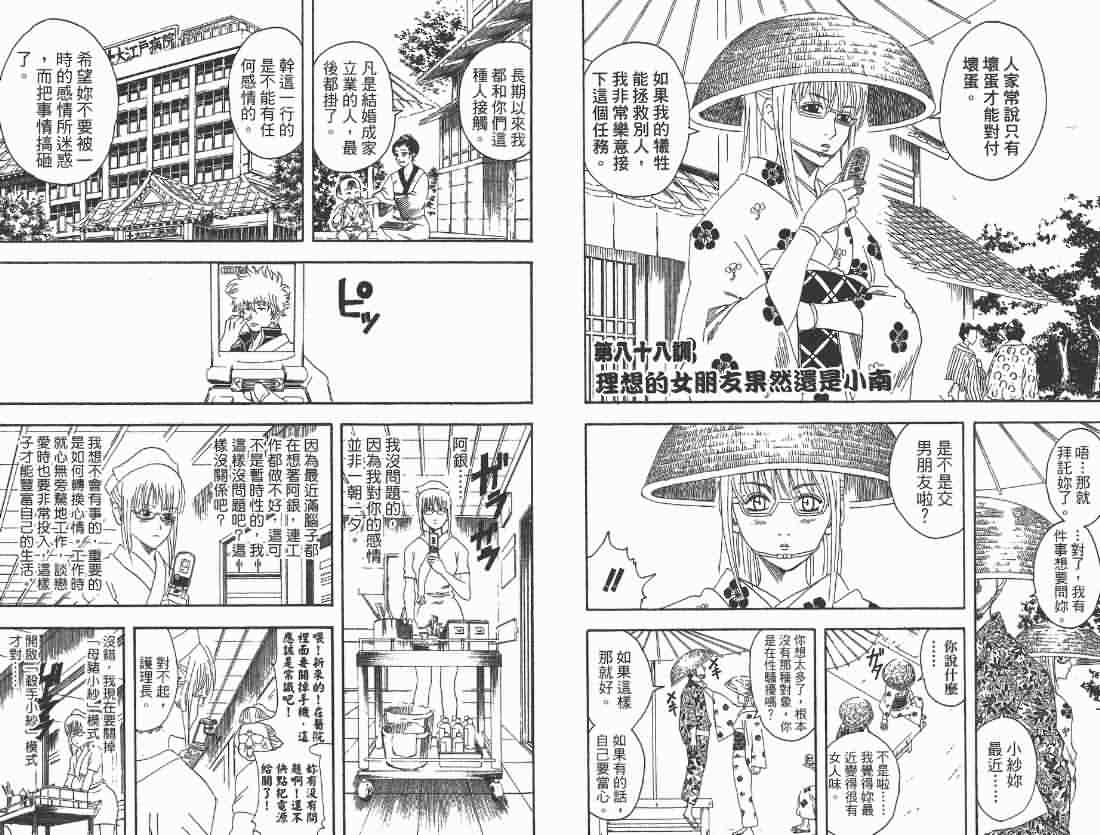 人家常說只有
壞蛋才能對付
壞蛋。
如果我的犧牲
能拯救別人，
我非常樂意接
下這個任務。
第八十八訓
理想的女朋友果然還是小南
唔…那就
拜託妳了。
…對了，我有
件事想要問妳。
小紗妳
最近……
是不是交
男朋友啦？
!!
…你說什麼
……
不是啦…
我覺得妳最
近變得很有
女人味。
你想太多了，根本
沒有那種對象，你
是在性騷擾嗎？
如果這樣
那就好。
…如果有的話，
自己要當心。
長期以來我
都和你們這
種人接觸。
凡是結婚成家
立業的人，最
後都掛了。
大江戶病院
幹這一行的
是不能有任
何感情的。
希望妳不要被一
時的感情所迷惑
了，而把事情搞砸
了。
ピッ
ガラ
ガラ
阿銀……
我沒問題的，
因為我對你的感情
並非一朝一夕
因為最近滿腦子都
在想著阿銀，連工
作都做不好，這可
不是暫時性的，我
這樣沒問題吧？這
樣沒關係吧？
我想不會有事的，重要的
是如何轉換心情。工作時
就心無旁騖地工作，談戀
愛時也要非常投入，這樣
子才能豐富自己的生活。
喂！新來的！在醫院
裡面要關掉手機，這
應該是常識吧！
妳有沒有問
題啊！還不
快點把電源
給關了！
對不起，
護理長。
沒錯，我現在要關掉
「母豬小紗」模式，
開啟「殺手小紗」模式
才對……